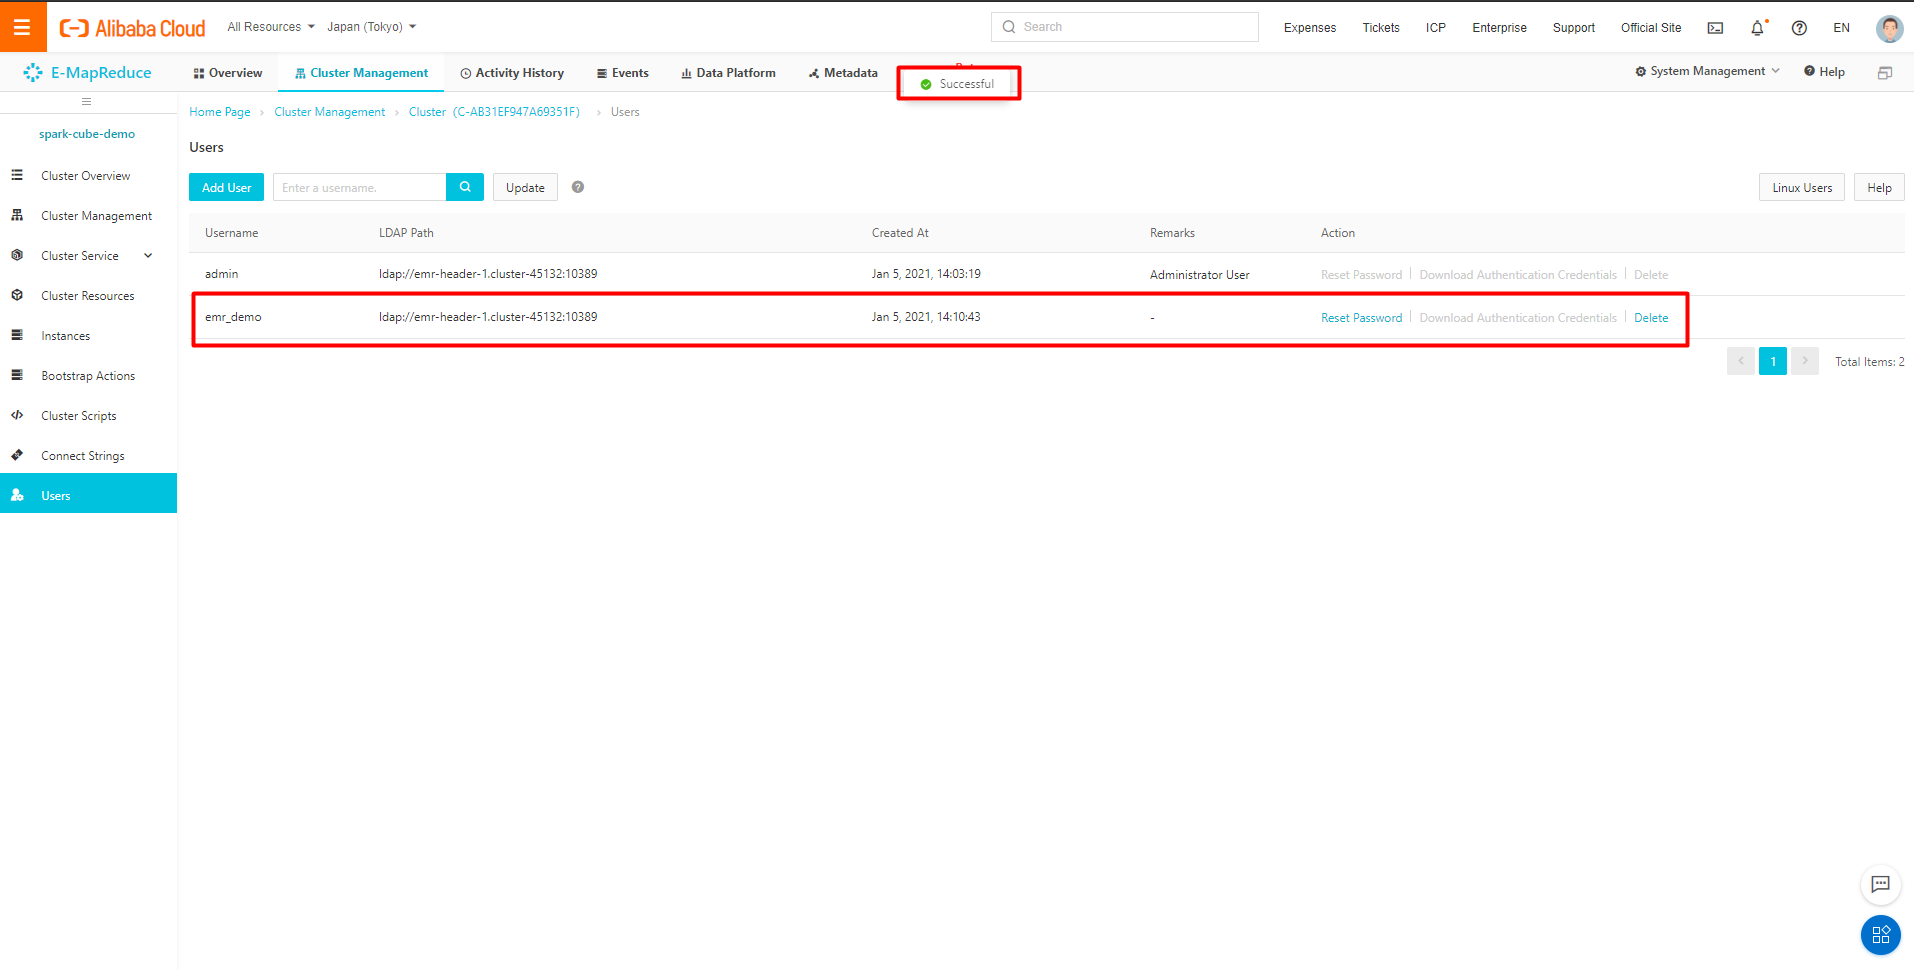 Alibaba Cloud All Resources Japan (Tokyo) Search Expenses Tickets ICP Enterprise Support Official Site EN
E-MapReduce Overview Cluster Management Activity History Events Data Platform Metadata System Management Help
Successful
Home Page > Cluster Management > Cluster (C-AB31EF947A69351F) > Users
spark-cube-demo
Cluster Overview
Cluster Management
Cluster Service
Cluster Resources
Instances
Bootstrap Actions
Cluster Scripts
Connect Strings
Users
Users
Add User Enter a username. Update Linux Users Help
Username LDAP Path Created At Remarks Action
admin ldap://emr-header-1.cluster-45132:10389 Jan 5, 2021, 14:03:19 Administrator User Reset Password | Download Authentication Credentials | Delete
emr_demo ldap://emr-header-1.cluster-45132:10389 Jan 5, 2021, 14:10:43 - Reset Password | Download Authentication Credentials | Delete
< 1 > Total Items: 2